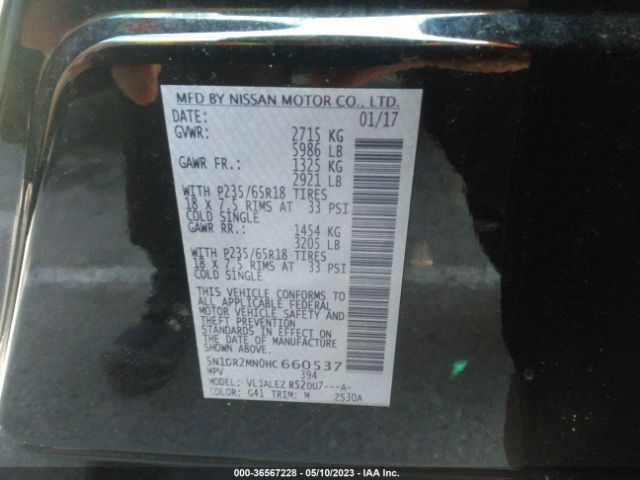 MFD BY NISSAN MOTOR CO., LTD.
DATE: 01/17
GVWR: 2715 KG
5986 LB
GAWR FR.: 1325 KG
2921 LB
WITH P235/65R18 TIRES
18 X 7.5 RIMS AT 33 PSI
COLD SINGLE
GAWR RR.: 1454 KG
3205 LB
WITH P235/65R18 TIRES
18 X 7.5 RIMS AT 33 PSI
COLD SINGLE
THIS VEHICLE CONFORMS TO
ALL APPLICABLE FEDERAL
MOTOR VEHICLE SAFETY AND
THEFT PREVENTION
STANDARDS IN EFFECT ON
THE DATE OF MANUFACTURE
SHOWN ABOVE.
5N1DR2MN0HC660537
MPV 394
MODEL: VLJALEZ R52DU7---A-
COLOR: G41 TRIM: M ZS30A
000-36567228 - 05/10/2023 - IAA Inc.